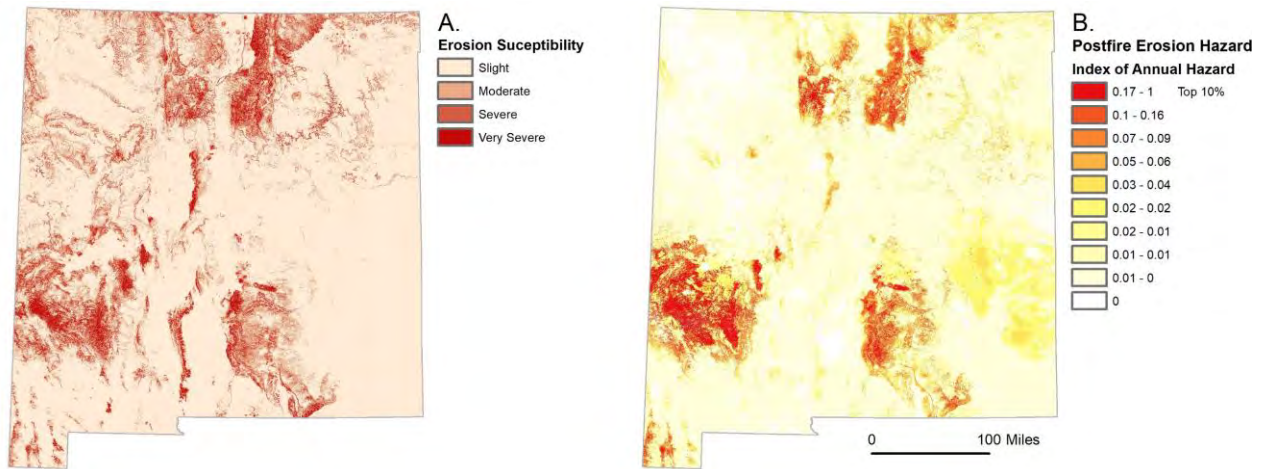 A.
Erosion Suceptibility
Slight
Moderate
Severe
Very Severe
B.
Postfire Erosion Hazard
Index of Annual Hazard
0.17 - 1 Top 10%
0.1 - 0.16
0.07 - 0.09
0.05 - 0.06
0.03 - 0.04
0.02 - 0.02
0.02 - 0.01
0.01 - 0.01
0.01 - 0
0
0 100 Miles